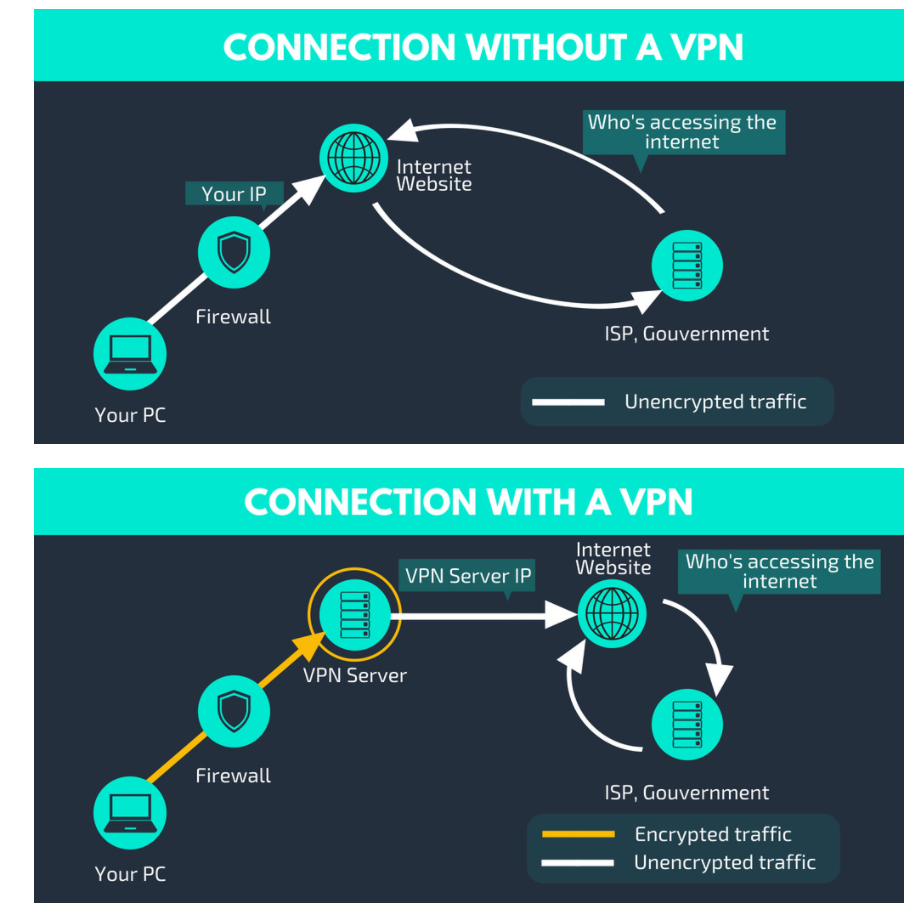 CONNECTION WITHOUT A VPN
Who's accessing the
internet
Internet
Website
Your IP
Firewall
ISP, Gouvernment
Your PC
Unencrypted traffic
CONNECTION WITH A VPN
Internet
Website
Who's accessing the
internet
VPN Server IP
VPN Server
Firewall
ISP, Gouvernment
Encrypted traffic
Unencrypted traffic
Your PC